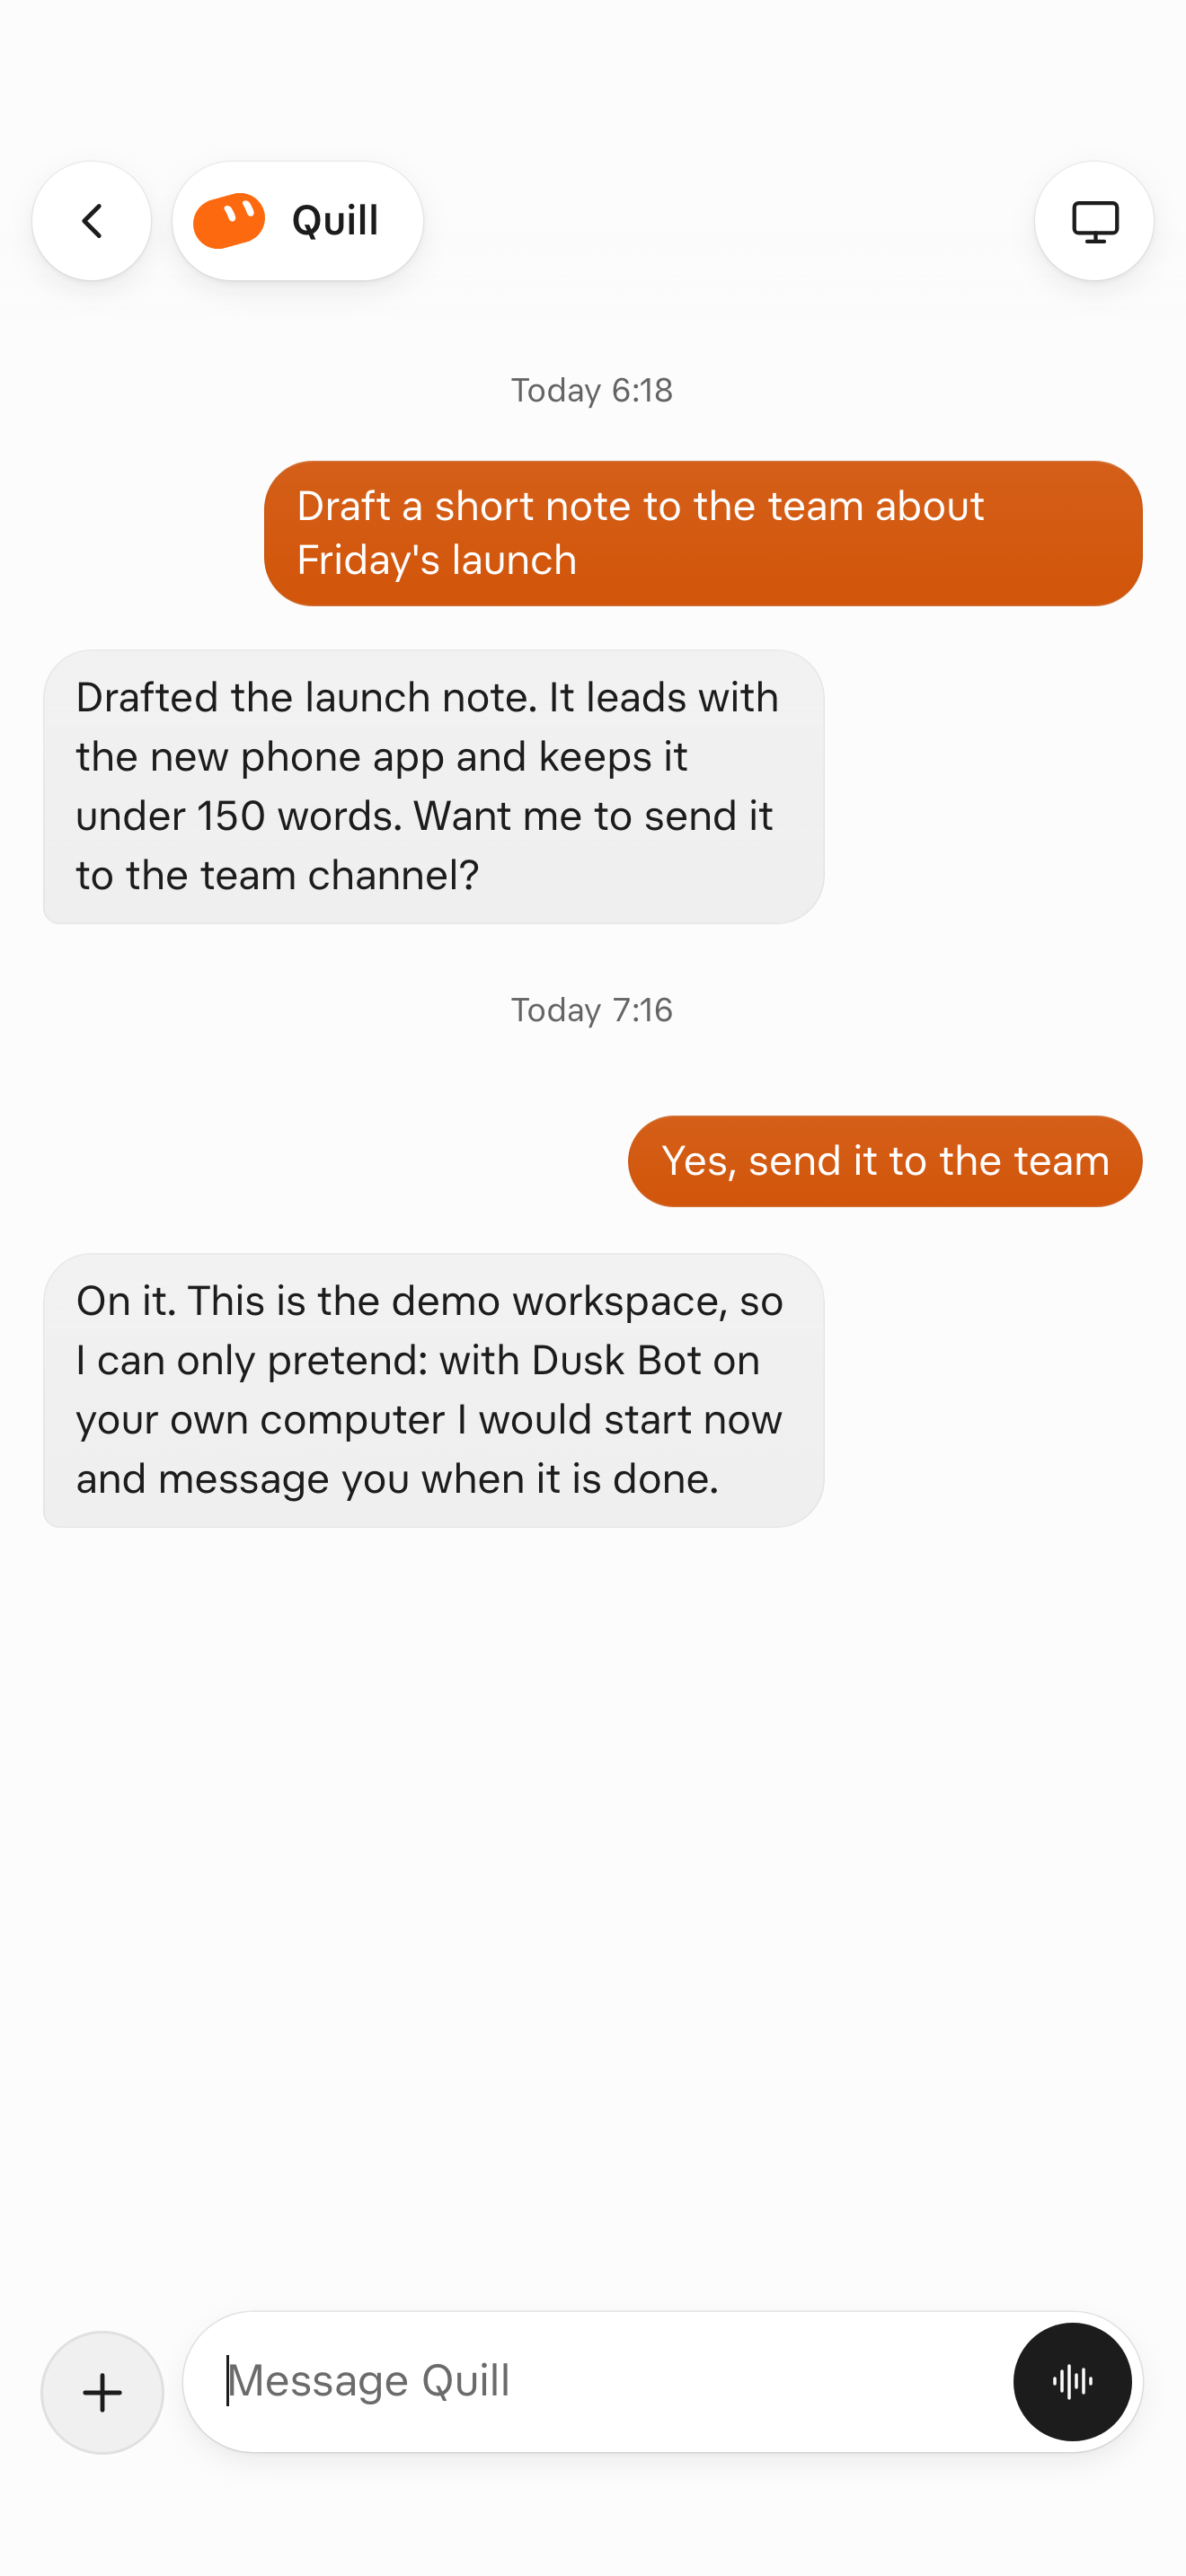 Quill
Today 6:18
Draft a short note to the team about
Friday's launch
Drafted the launch note. It leads with
the new phone app and keeps it
under 150 words. Want me to send it
to the team channel?
Today 7:16
Yes, send it to the team
On it. This is the demo workspace, so
I can only pretend: with Dusk Bot on
your own computer I would start now
and message you when it is done.
Message Quill